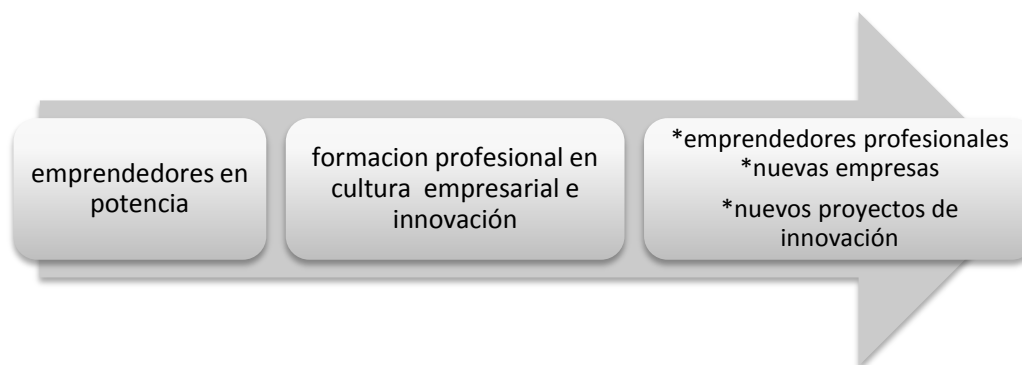 emprendedores en
potencia
formacion profesional en
cultura empresarial e
innovación
*emprendedores profesionales
*nuevas empresas
*nuevos proyectos de
innovación